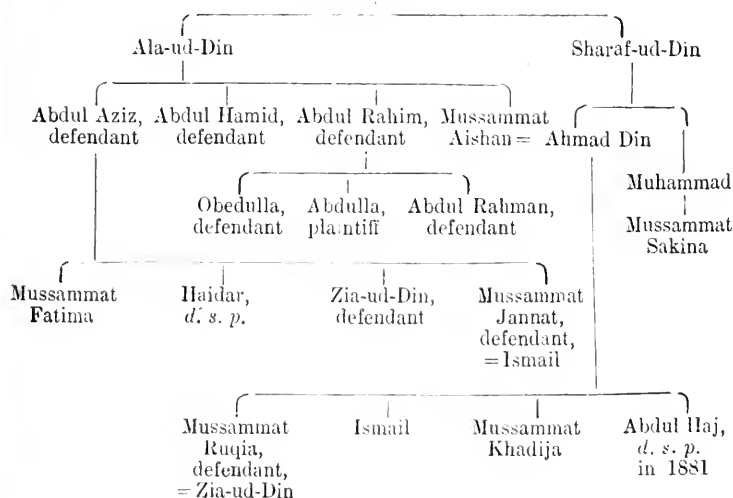 Ala-ud-Din Sharaf-ud-Din
Abdul Aziz, Abdul Hamid, Abdul Rahim, Mussammat
defendant defendant defendant Aishan = Ahmad Din
Muhammad
Obedulla, Abdulla, Abdul Rahman,
defendant plaintiff defendant
Mussammat
Sakina
Mussammat Haidar, Zia-ud-Din, Mussammat
Fatima d. s. p. defendant Jannat,
defendant,
= Ismail
Mussammat Ismail Mussammat Abdul Haj,
Ruqia, Khadija d. s. p.
defendant, in 1881
= Zia-ud-Din